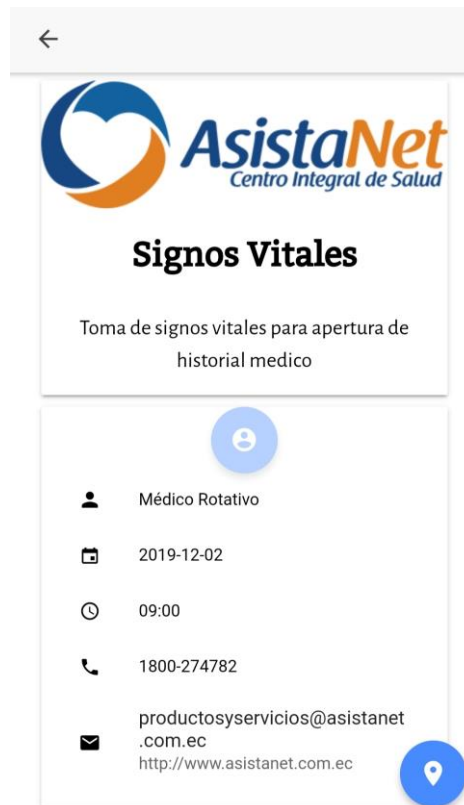 AsistaNet
Centro Integral de Salud
Signos Vitales
Toma de signos vitales para apertura de
historial medico
Médico Rotativo
2019-12-02
09:00
1800-274782
productosyservicios@asistanet
.com.ec
http://www.asistanet.com.ec